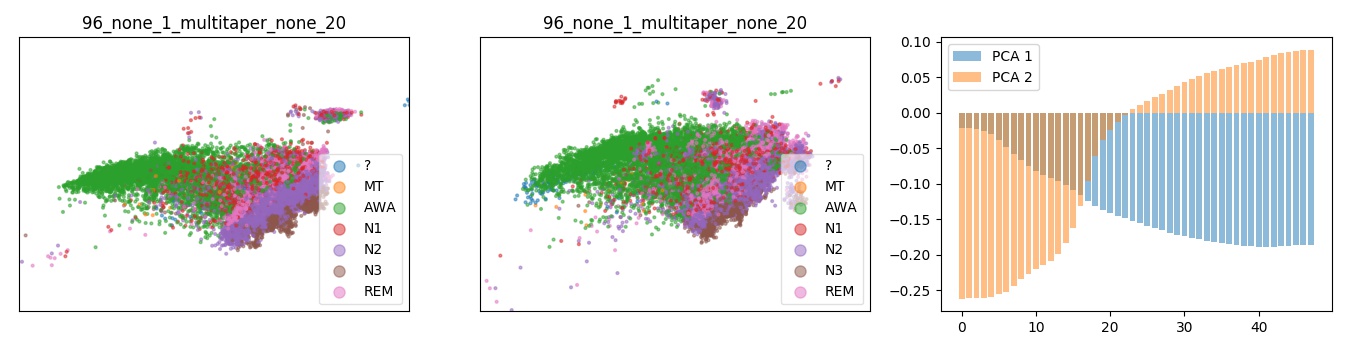 96_none_1_multitaper_none_20
?
MT
AWA
N1
N2
N3
REM
96_none_1_multitaper_none_20
?
MT
AWA
N1
N2
N3
REM
PCA 1
PCA 2
0.10
0.05
0.00
−0.05
−0.10
−0.15
−0.20
−0.25
0
10
20
30
40